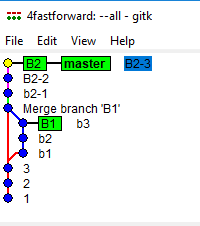 4fastforward: --all - gitk
File Edit View Help
B2 master B2-3
B2-2
b2-1
Merge branch 'B1'
B1 b3
b2
b1
3
2
1